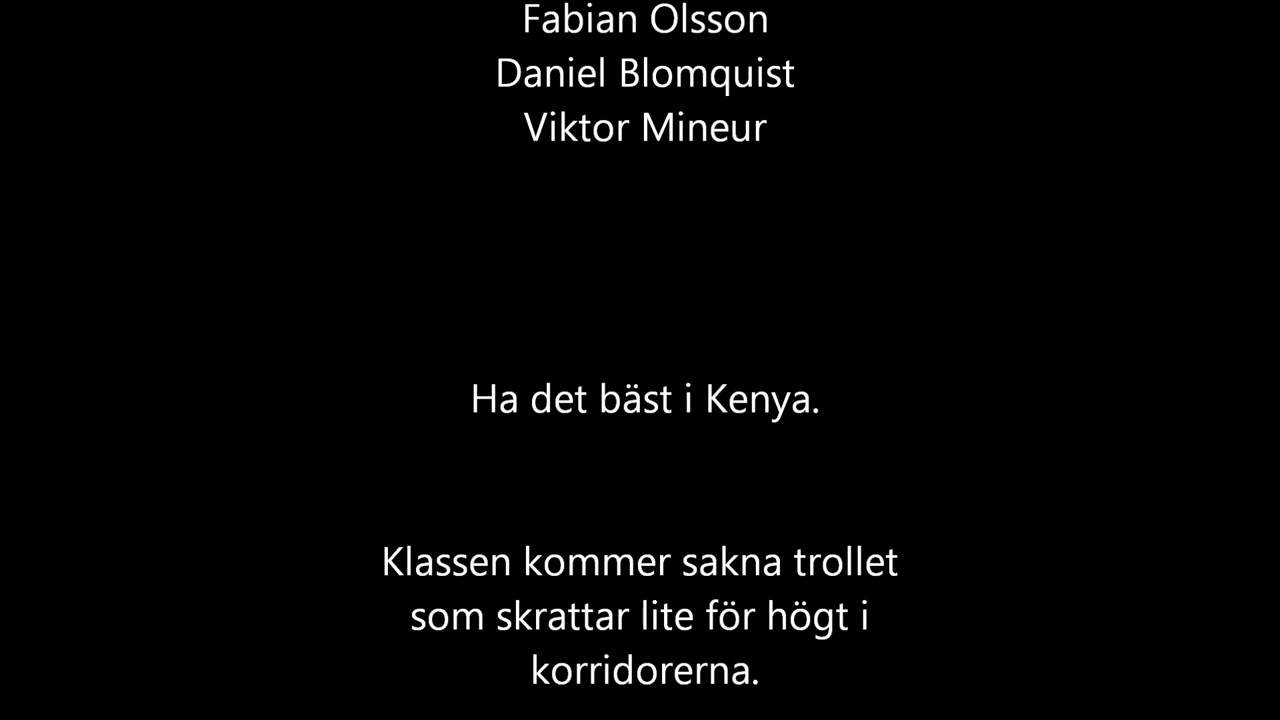 Fabian Olsson
Daniel Blomquist
Viktor Mineur
Ha det bäst i Kenya.
Klassen kommer sakna trollet
som skrattar lite för högt i
korridorerna.